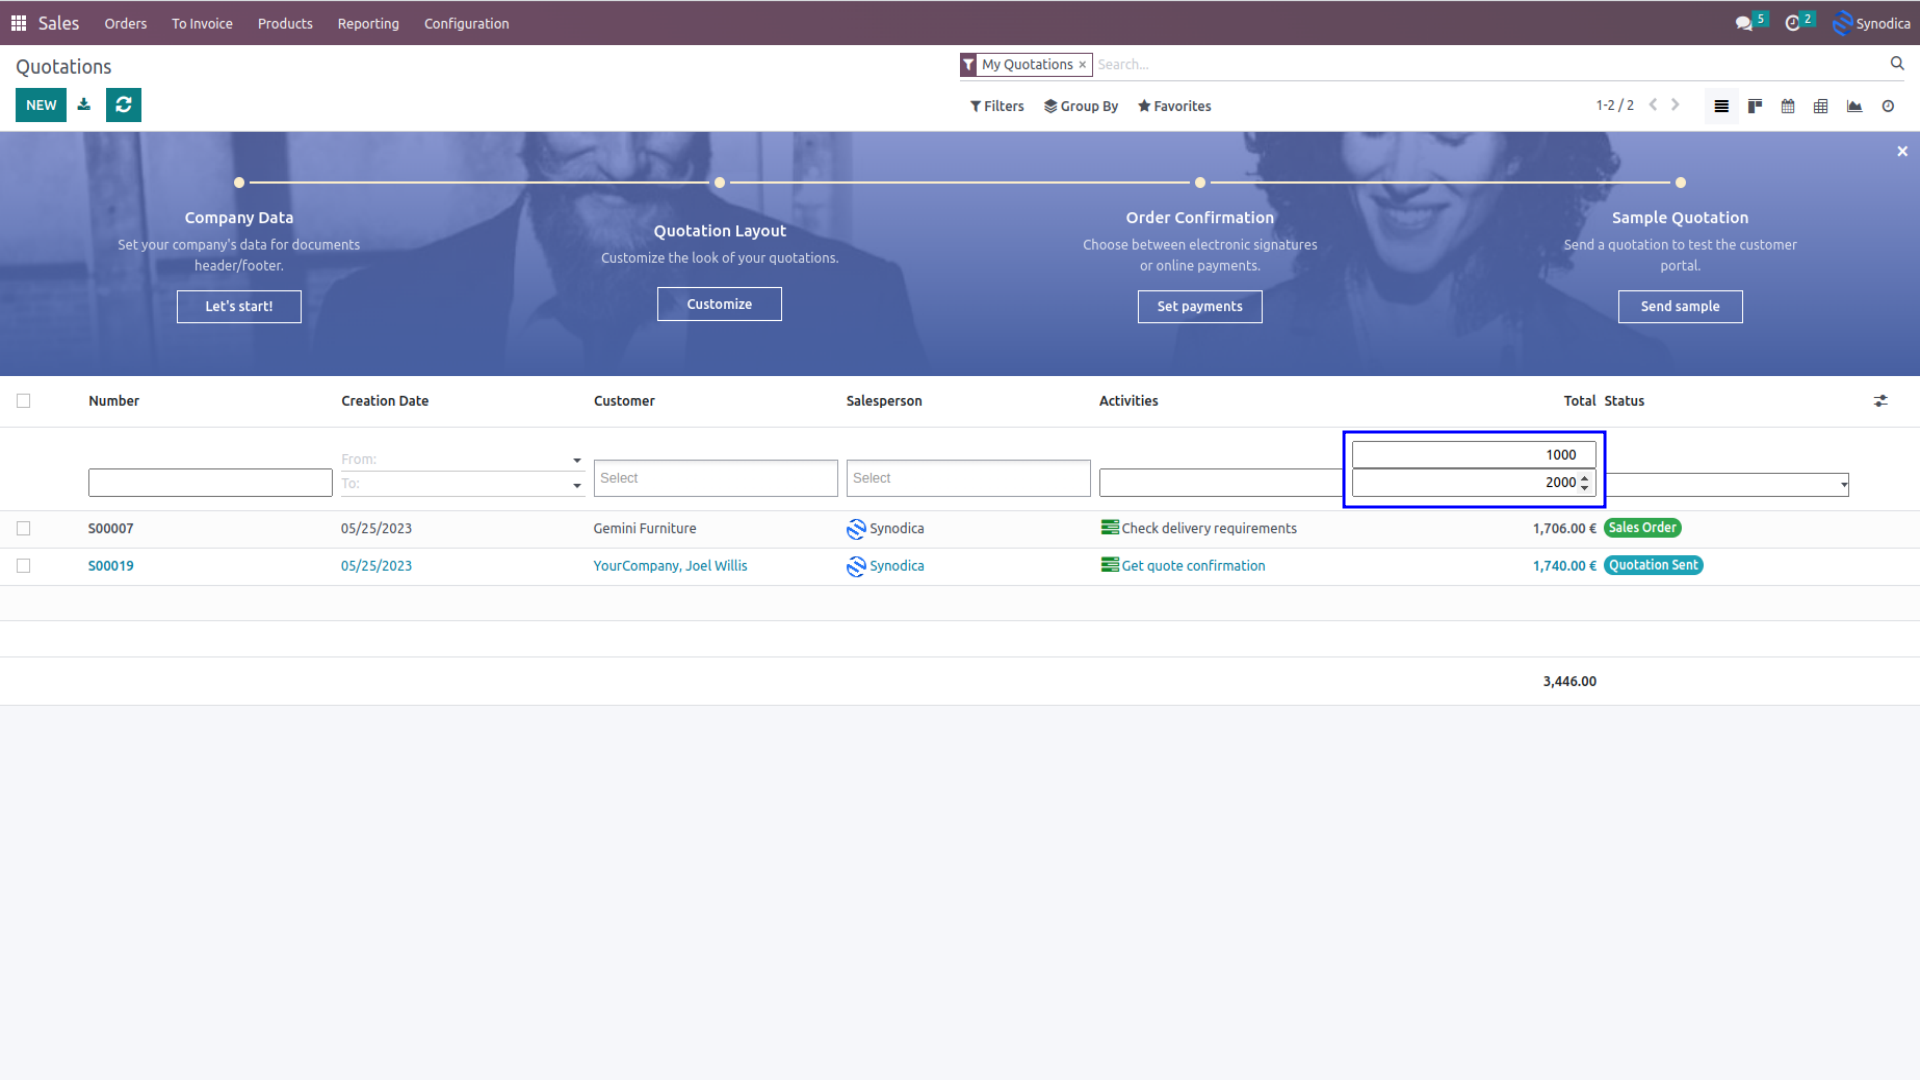 Sales Orders To Invoice Products Reporting Configuration 5 2 Synodica
Quotations
My Quotations × Search...
NEW
Filters Group By Favorites 1-2 / 2
Company Data
Set your company's data for documents
header/footer.
Let's start!
Quotation Layout
Customize the look of your quotations.
Customize
Order Confirmation
Choose between electronic signatures
or online payments.
Set payments
Sample Quotation
Send a quotation to test the customer
portal.
Send sample
Number Creation Date Customer Salesperson Activities Total Status
From:
To:
Select
Select
1000
2000
S00007 05/25/2023 Gemini Furniture Synodica Check delivery requirements 1,706.00 € Sales Order
S00019 05/25/2023 YourCompany, Joel Willis Synodica Get quote confirmation 1,740.00 € Quotation Sent
3,446.00